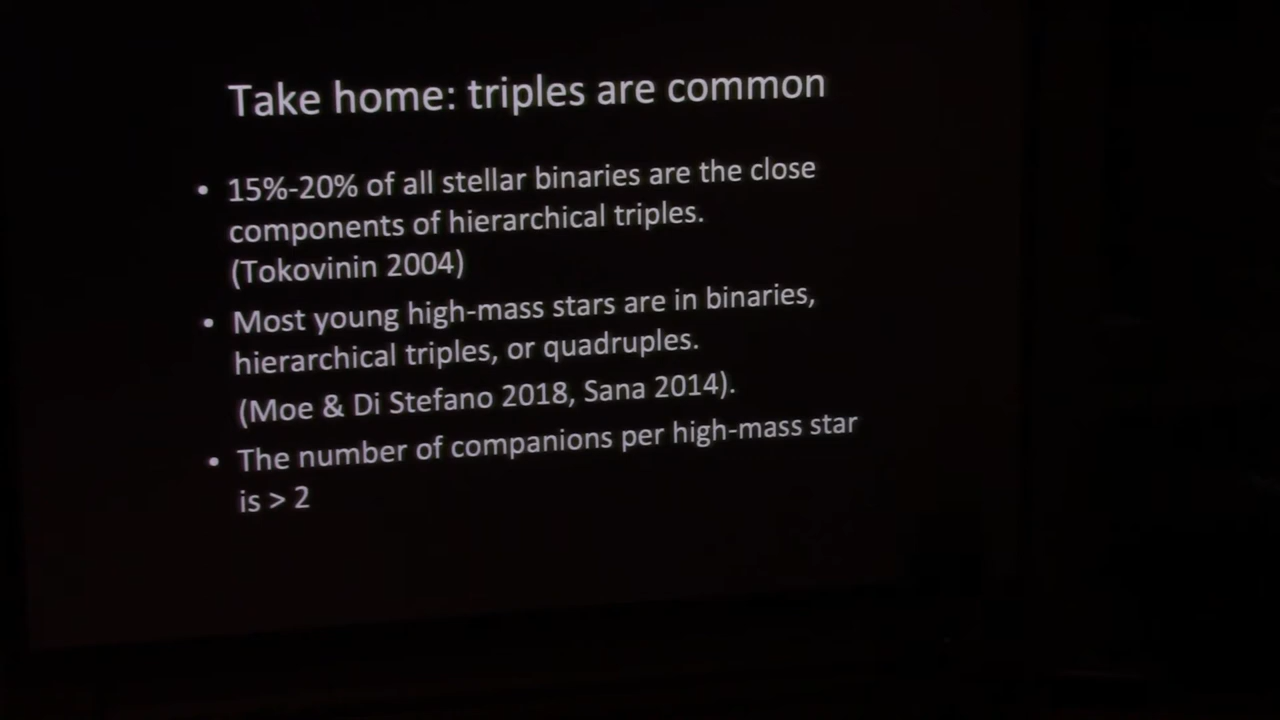 Take home: triples are common
• 15%-20% of all stellar binaries are the close
components of hierarchical triples.
(Tokovinin 2004)
• Most young high-mass stars are in binaries,
hierarchical triples, or quadruples.
(Moe & Di Stefano 2018, Sana 2014).
• The number of companions per high-mass star
is > 2